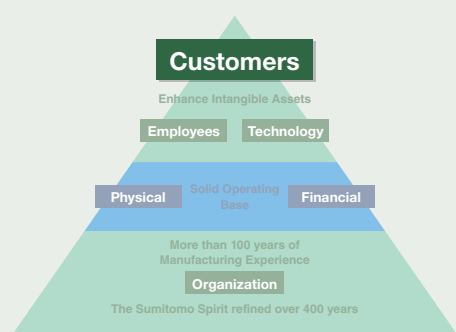 Customers
Enhance Intangible Assets
Employees Technology
Physical Solid Operating Base Financial
More than 100 years of
Manufacturing Experience
Organization
The Sumitomo Spirit refined over 400 years